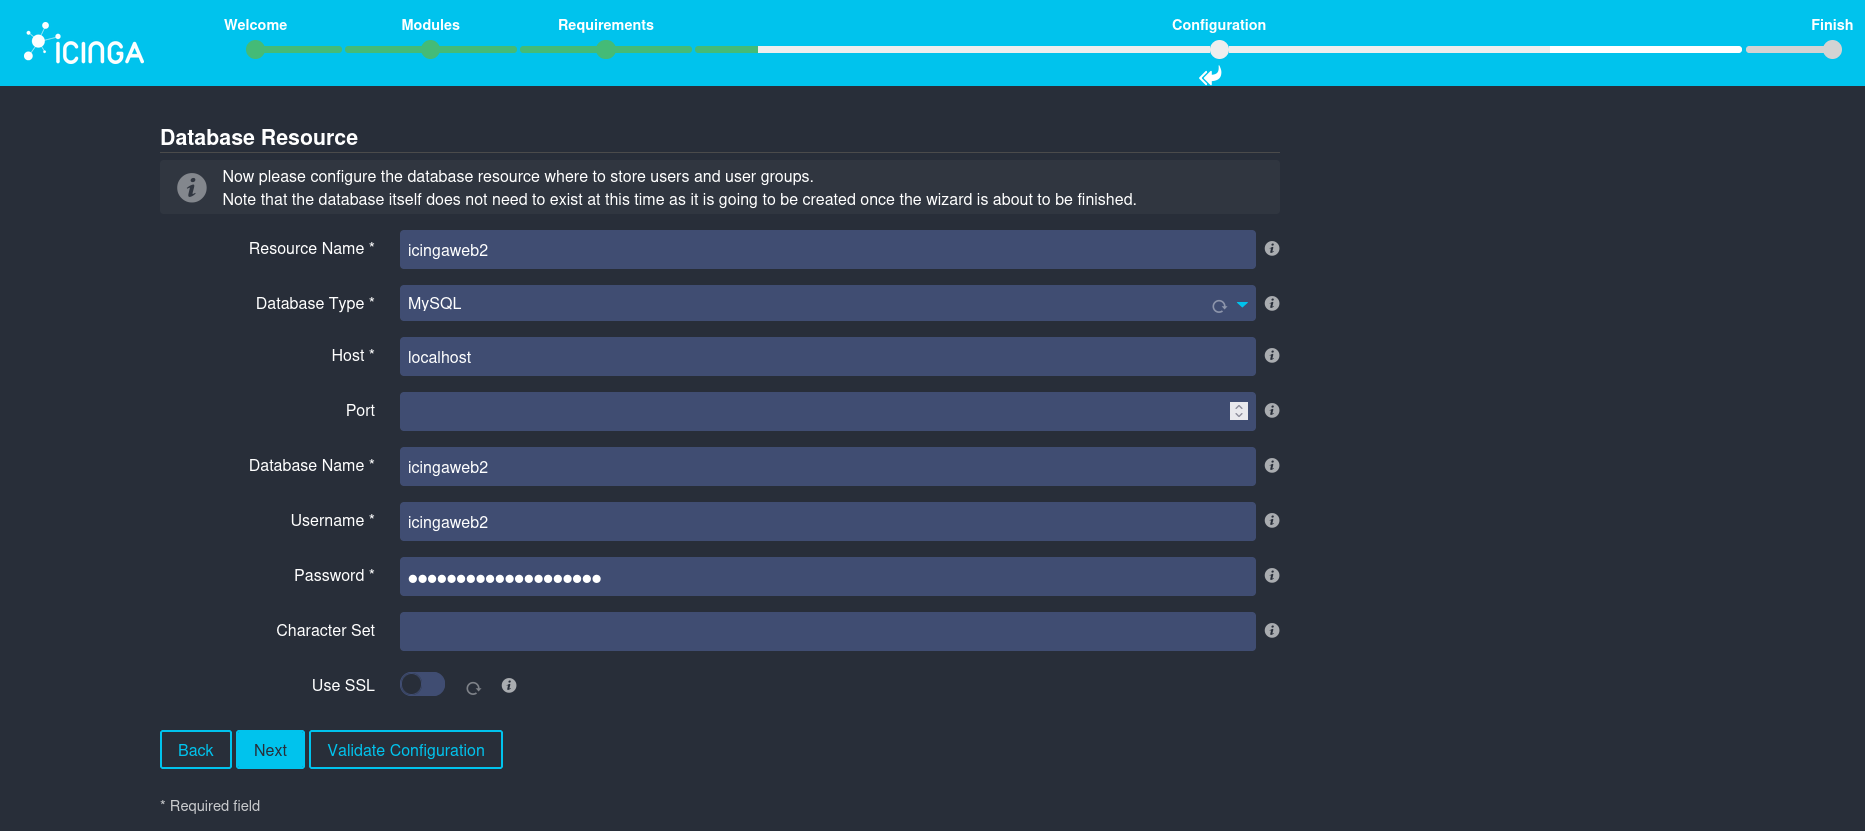 Welcome Modules Requirements Configuration Finish
ICINGA
Database Resource
Now please configure the database resource where to store users and user groups.
Note that the database itself does not need to exist at this time as it is going to be created once the wizard is about to be finished.
Resource Name * icingaweb2
Database Type * MySQL
Host * localhost
Port
Database Name * icingaweb2
Username * icingaweb2
Password * ●●●●●●●●●●●●●●●●●●●●
Character Set
Use SSL
Back Next Validate Configuration
* Required field